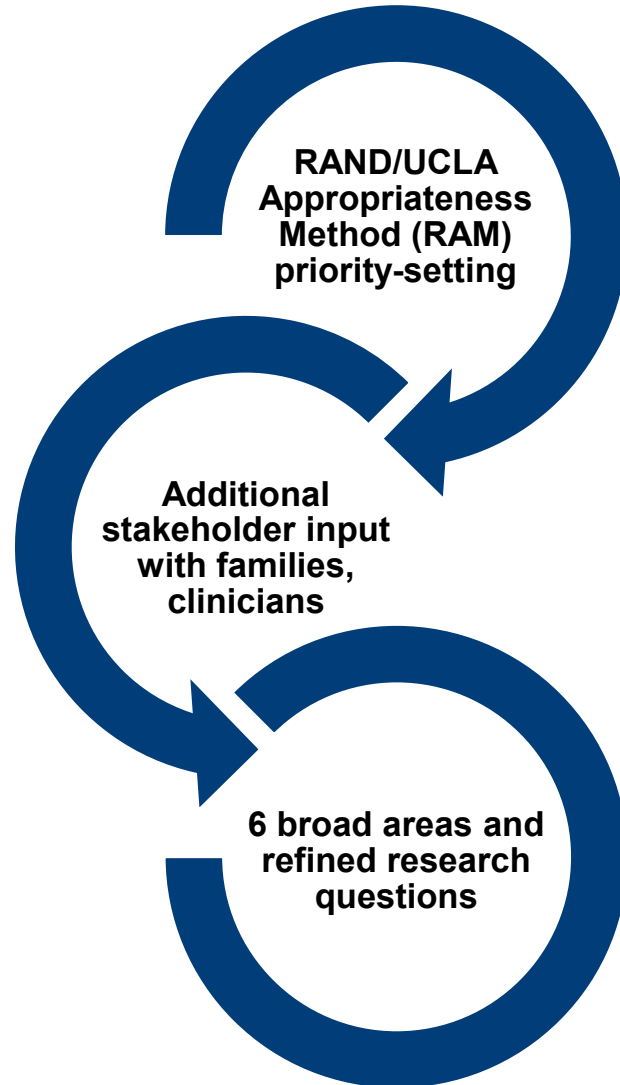 RAND/UCLA
Appropriateness
Method (RAM)
priority-setting
Additional
stakeholder input
with families,
clinicians
6 broad areas and
refined research
questions